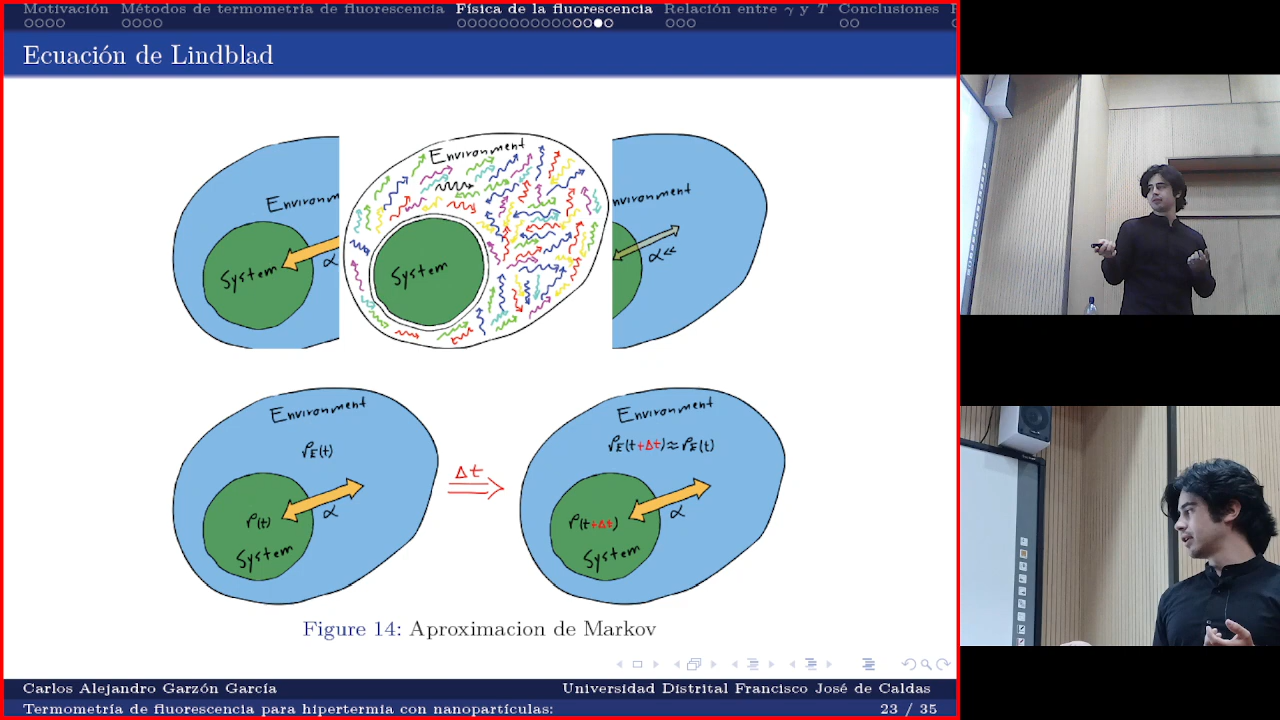 Motivación Métodos de termometría de fluorescencia Física de la fluorescencia Relación entre γ y T Conclusiones
Ecuación de Lindblad
Environm
System
α
Environment
System
nvironment
α<<
Environment
ρE(t)
ρ(t)
α
System
Δt
Environment
ρE(t+Δt)≈ρE(t)
ρ(t+Δt)
α
System
Figure 14: Aproximacion de Markov
Carlos Alejandro Garzón García Universidad Distrital Francisco José de Caldas
Termometría de fluorescencia para hipertermia con nanopartículas: 23 / 35